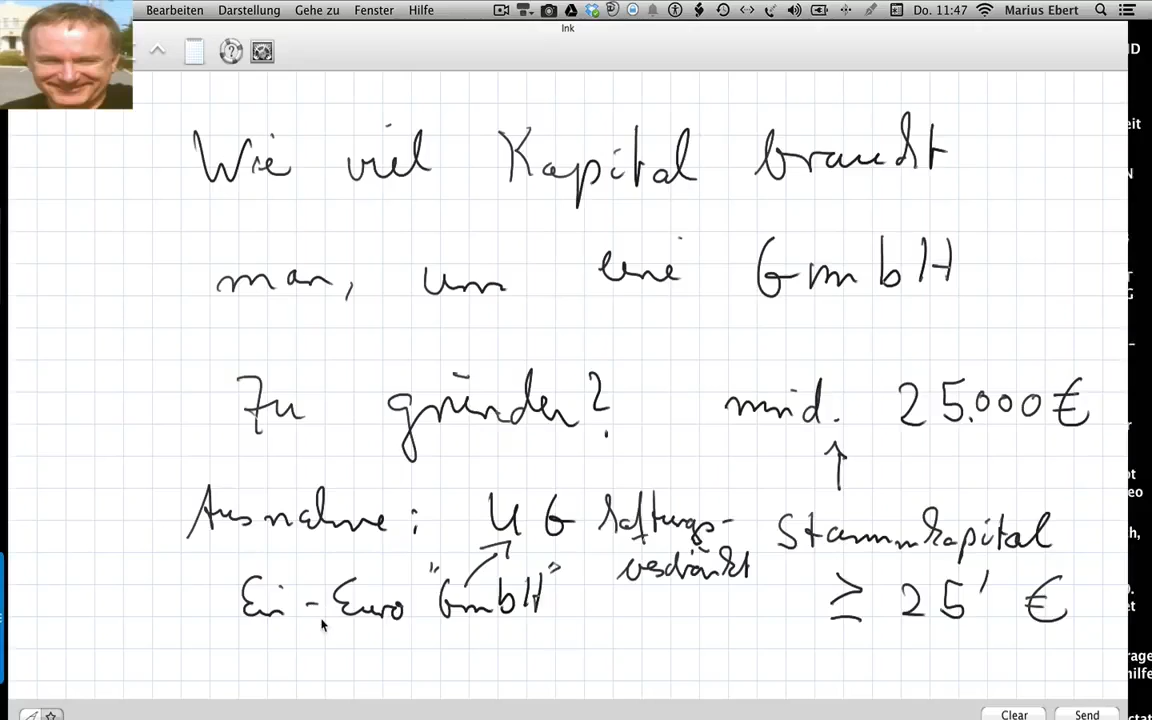 Bearbeiten Darstellung Gehe zu Fenster Hilfe Do. 11:47 Marius Ebert
Ink
Wie viel Kapital braucht
man, um eine GmbH
zu gründen? mind. 25.000 €
Ausnahme: UG haftungs-
beschränkt
Stammkapital
Ein-Euro "GmbH"
≥ 25' €
Clear Send